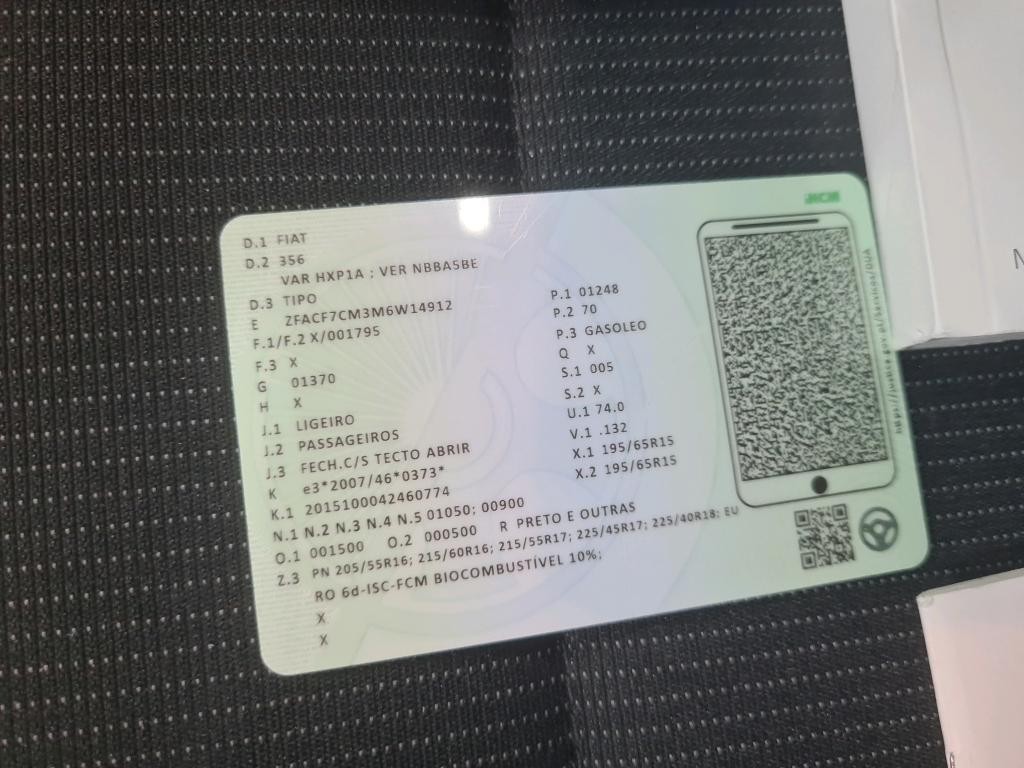 D.1 FIAT
D.2 356
VAR HXP1A ; VER NBBA5BE
D.3 TIPO
E ZFACF7CM3M6W14912
F.1/F.2 X/001795
F.3 X
G 01370
H X
J.1 LIGEIRO
J.2 PASSAGEIROS
J.3 FECH.C/S TECTO ABRIR
K e3*2007/46*0373*
K.1 2015100042460774
N.1 N.2 N.3 N.4 N.5 01050; 00900
O.1 001500 O.2 000500 R PRETO E OUTRAS
Z.3 PN 205/55R16; 215/60R16; 215/55R17; 225/45R17; 225/40R18; EU
RO 6d-ISC-FCM BIOCOMBUSTÍVEL 10%;
X
X
P.1 01248
P.2 70
P.3 GASOLEO
Q X
S.1 005
S.2 X
U.1 74.0
V.1 .132
X.1 195/65R15
X.2 195/65R15